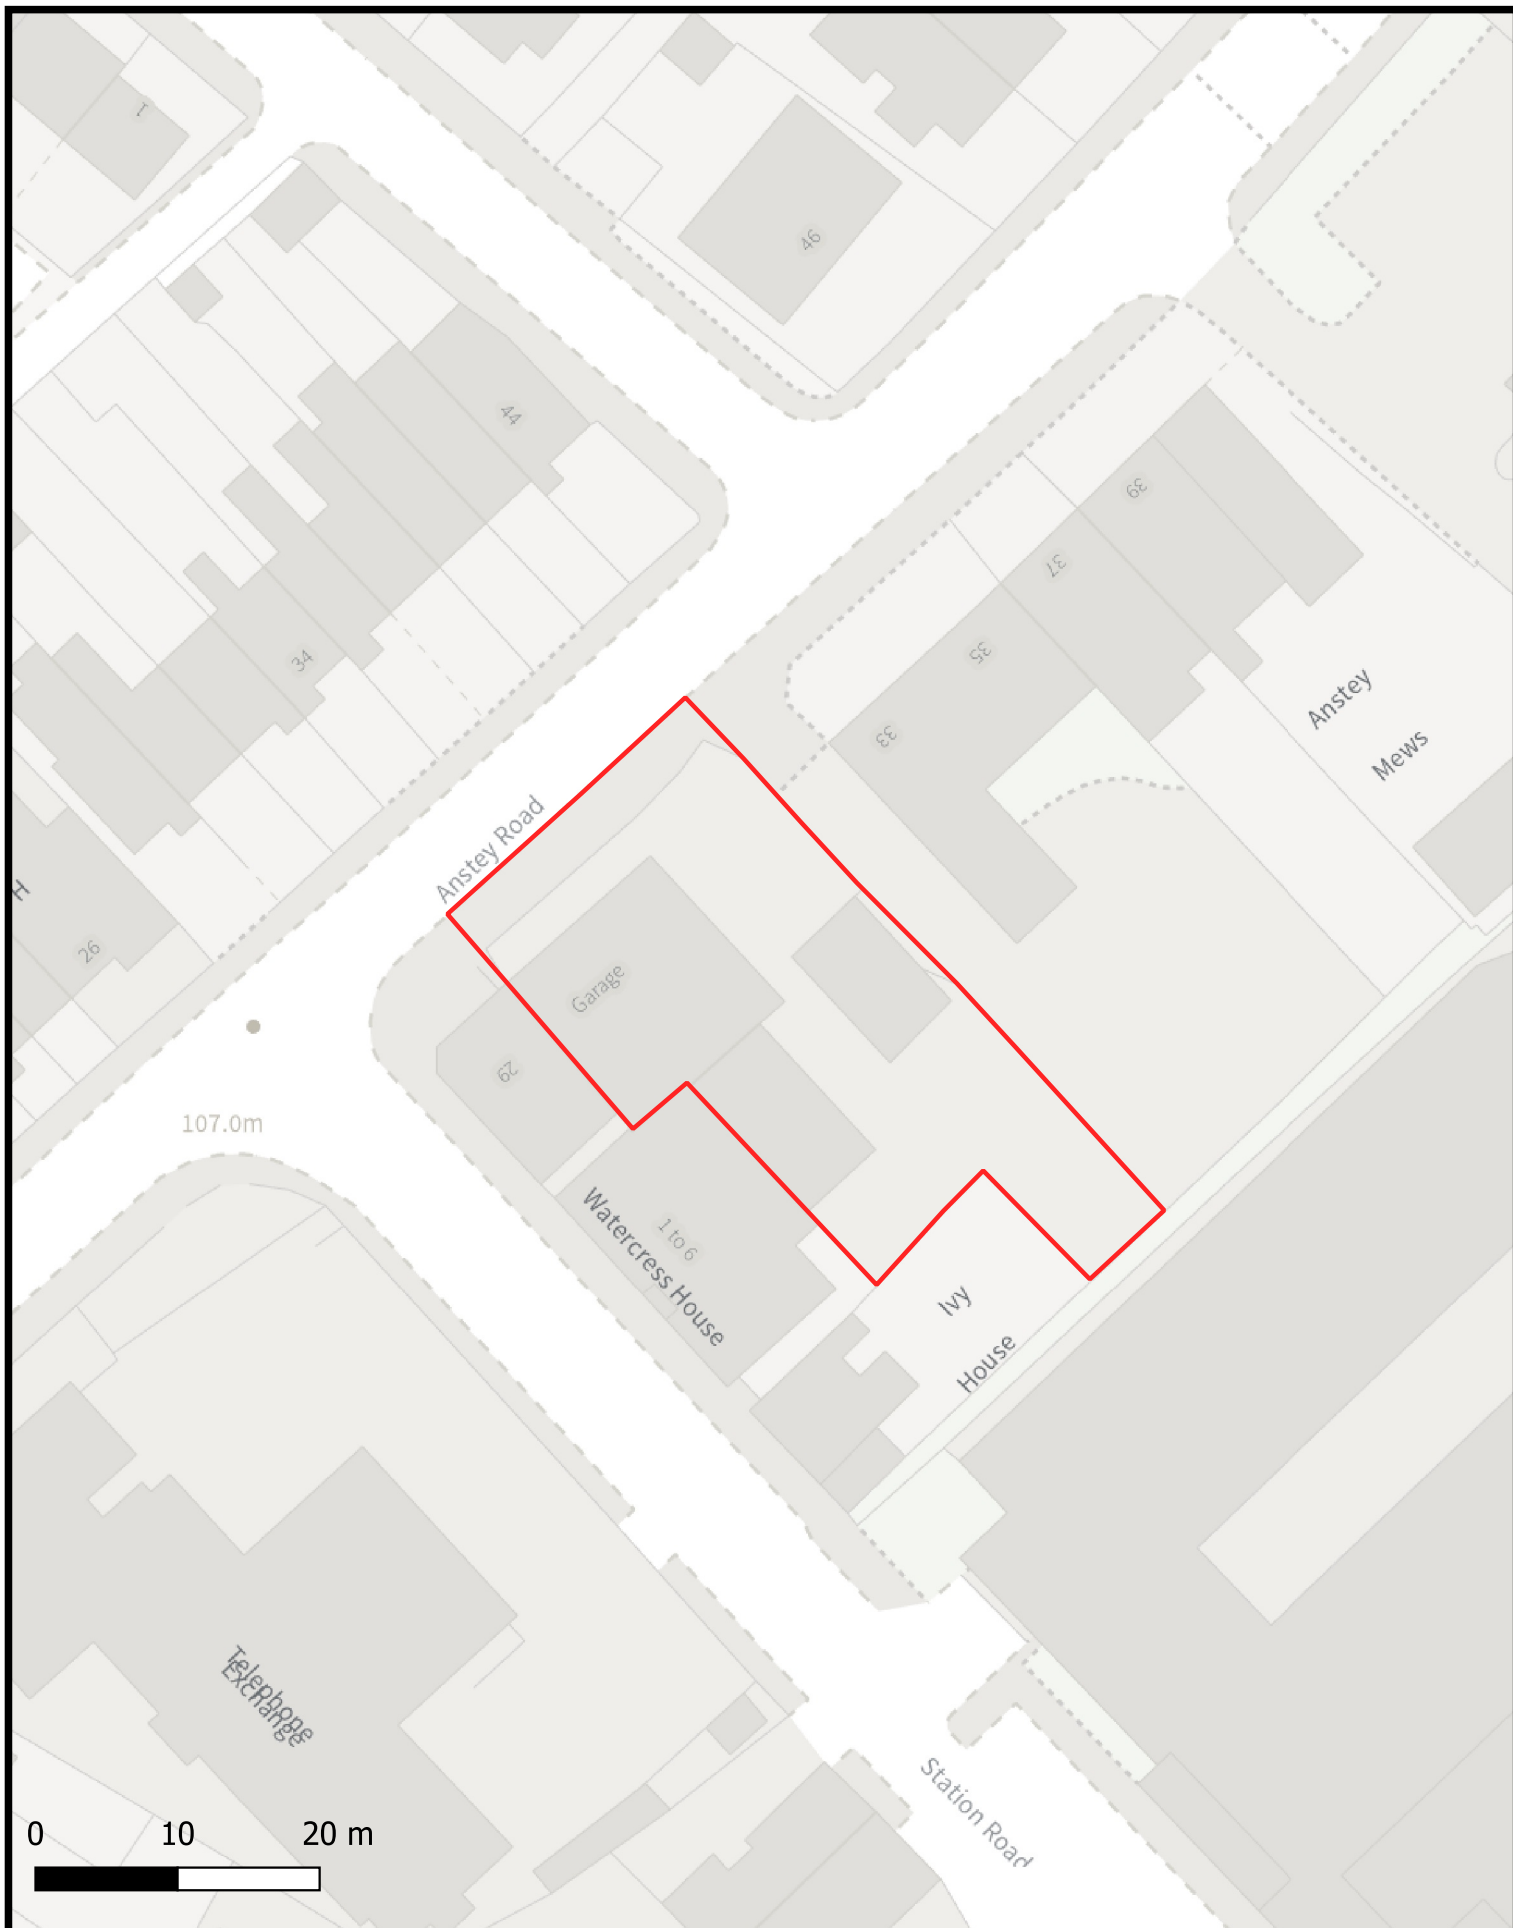 1
46
44
39
37
34
35
33
Anstey
Mews
Anstey Road
H
26
Garage
29
107.0m
Watercress House
1 to 6
Ivy
House
Telephone
Exchange
Station Road
0 10 20 m